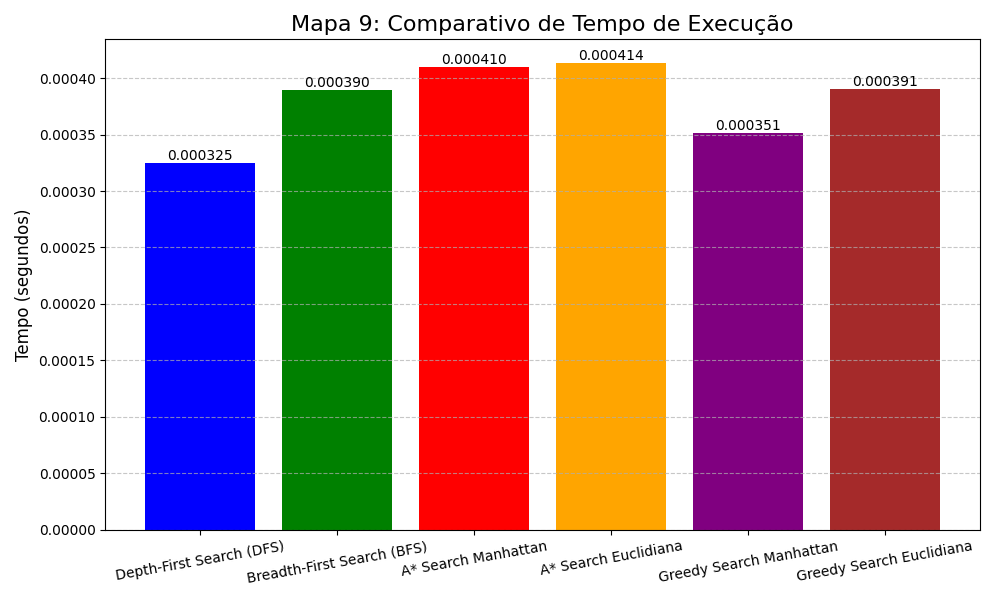 Mapa 9: Comparativo de Tempo de Execução
Tempo (segundos)
0.00040
0.00035
0.00030
0.00025
0.00020
0.00015
0.00010
0.00005
0.00000
0.000325
0.000390
0.000410
0.000414
0.000351
0.000391
Depth-First Search (DFS)
Breadth-First Search (BFS)
A* Search Manhattan
A* Search Euclidiana
Greedy Search Manhattan
Greedy Search Euclidiana